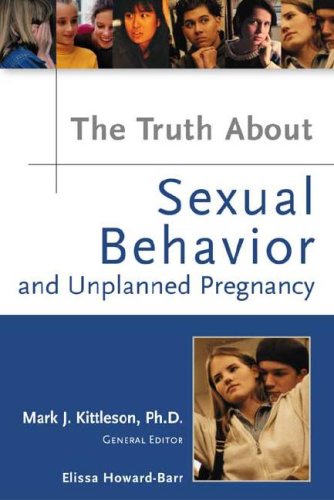 The Truth About
Sexual
Behavior
and Unplanned Pregnancy
Mark J. Kittleson, Ph.D.
GENERAL EDITOR
Elissa Howard-Barr